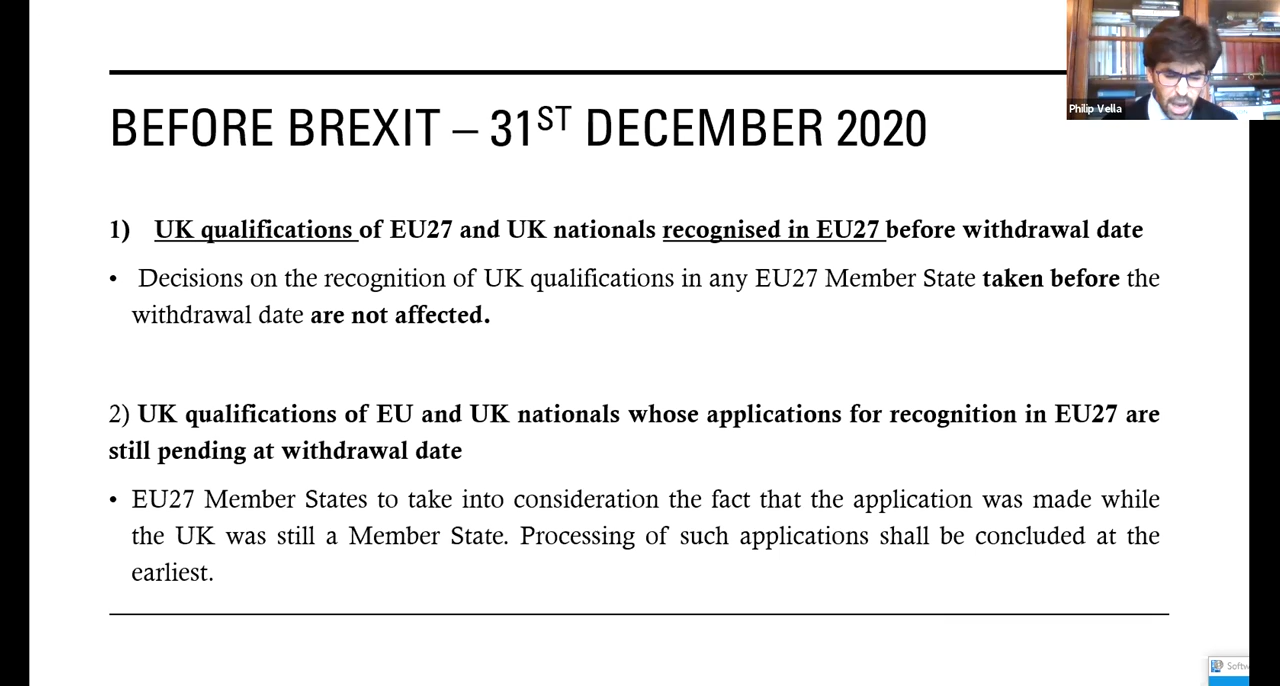 Philip Vella
BEFORE BREXIT – 31ST DECEMBER 2020
1) UK qualifications of EU27 and UK nationals recognised in EU27 before withdrawal date
• Decisions on the recognition of UK qualifications in any EU27 Member State taken before the
withdrawal date are not affected.
2) UK qualifications of EU and UK nationals whose applications for recognition in EU27 are
still pending at withdrawal date
• EU27 Member States to take into consideration the fact that the application was made while
the UK was still a Member State. Processing of such applications shall be concluded at the
earliest.